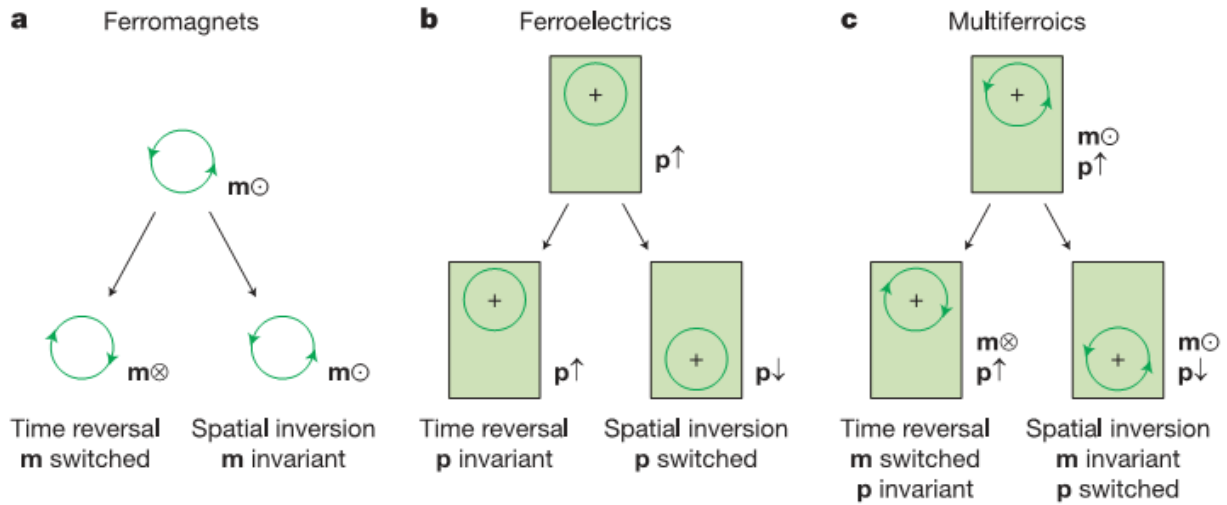 a Ferromagnets
m⊙
m⊗
m⊙
Time reversal
m switched
Spatial inversion
m invariant
b Ferroelectrics
+
p↑
+
p↑
+
p↓
Time reversal
p invariant
Spatial inversion
p switched
c Multiferroics
+
m⊙
p↑
+
m⊗
p↑
+
m⊙
p↓
Time reversal
m switched
p invariant
Spatial inversion
m invariant
p switched